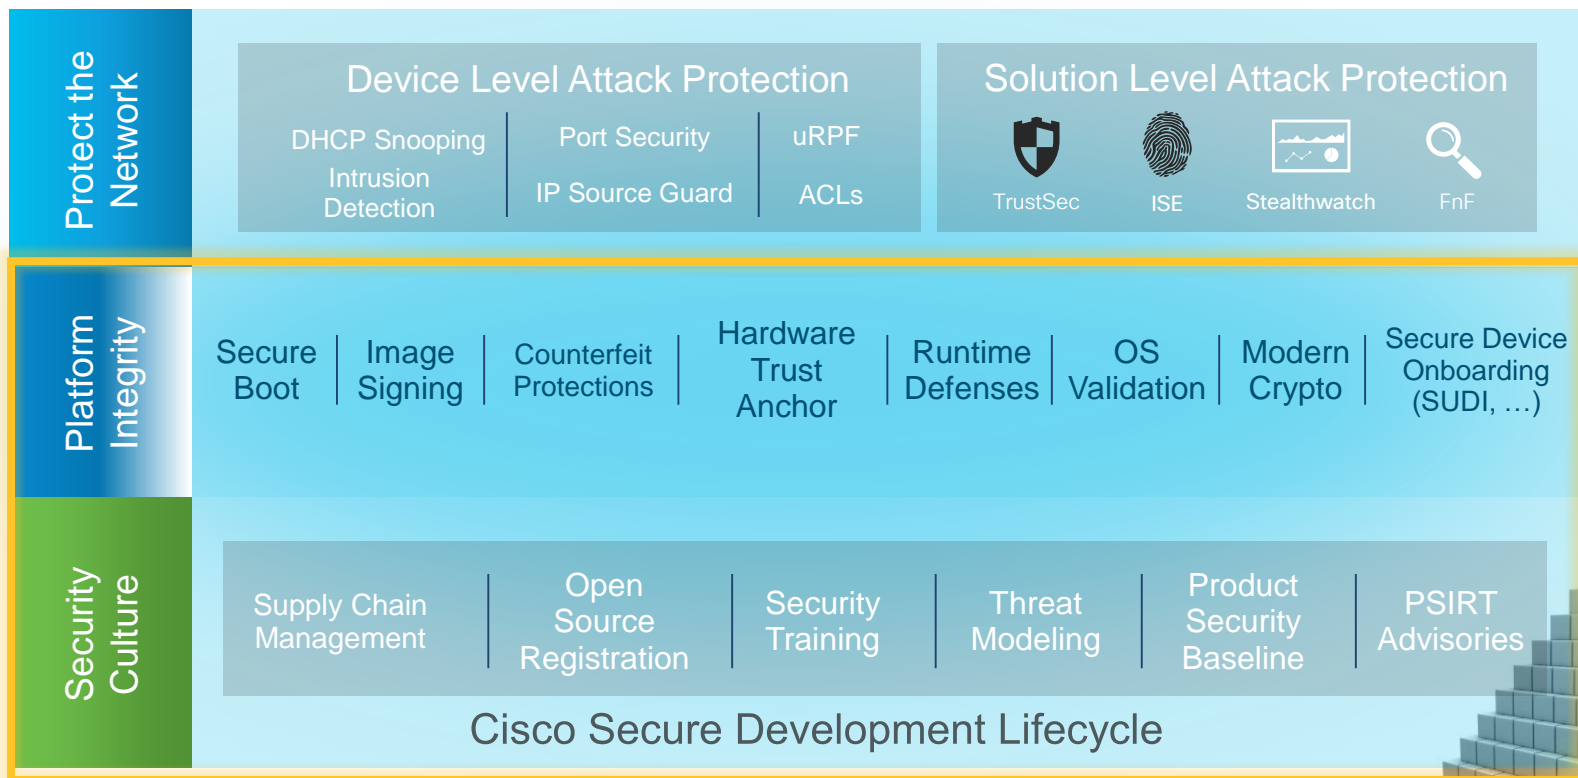 Protect the
Network
Device Level Attack Protection
DHCP Snooping
Intrusion
Detection
Port Security
IP Source Guard
uRPF
ACLs
Solution Level Attack Protection
TrustSec
ISE
Stealthwatch
FnF
Platform
Integrity
Secure
Boot
Image
Signing
Counterfeit
Protections
Hardware
Trust
Anchor
Runtime
Defenses
OS
Validation
Modern
Crypto
Secure Device
Onboarding
(SUDI, …)
Security
Culture
Supply Chain
Management
Open
Source
Registration
Security
Training
Threat
Modeling
Product
Security
Baseline
PSIRT
Advisories
Cisco Secure Development Lifecycle